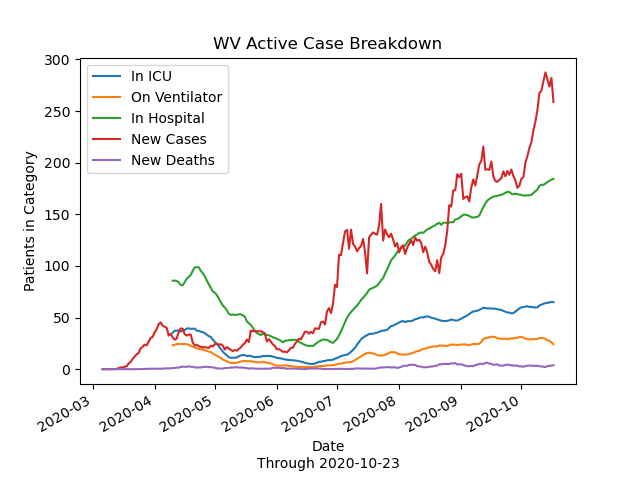 WV Active Case Breakdown
300
250
200
150
100
50
0
Patients in Category
In ICU
On Ventilator
In Hospital
New Cases
New Deaths
2020-03
2020-04
2020-05
2020-06
2020-07
2020-08
2020-09
2020-10
Date
Through 2020-10-23